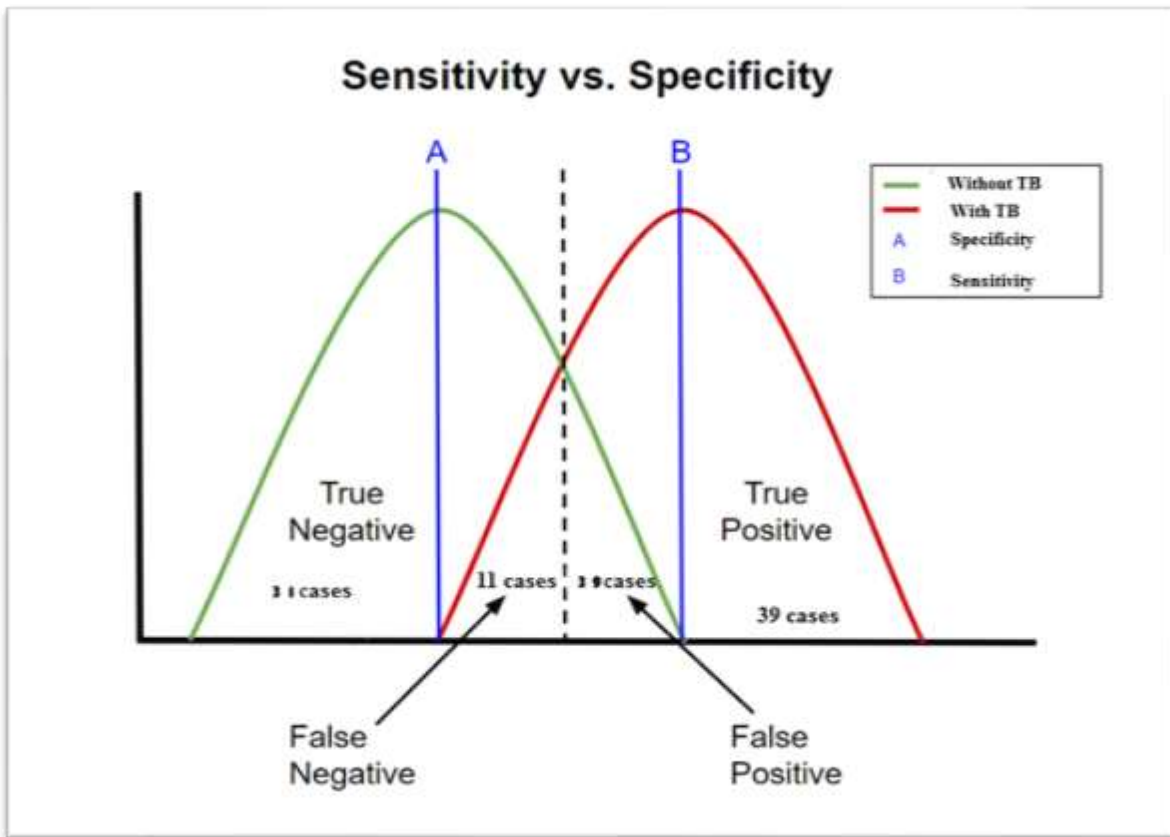 Sensitivity vs. Specificity
A
B
Without TB
With TB
A Specificity
B Sensitivity
True
Negative
True
Positive
cases
11 cases
cases
39 cases
False
Negative
False
Positive